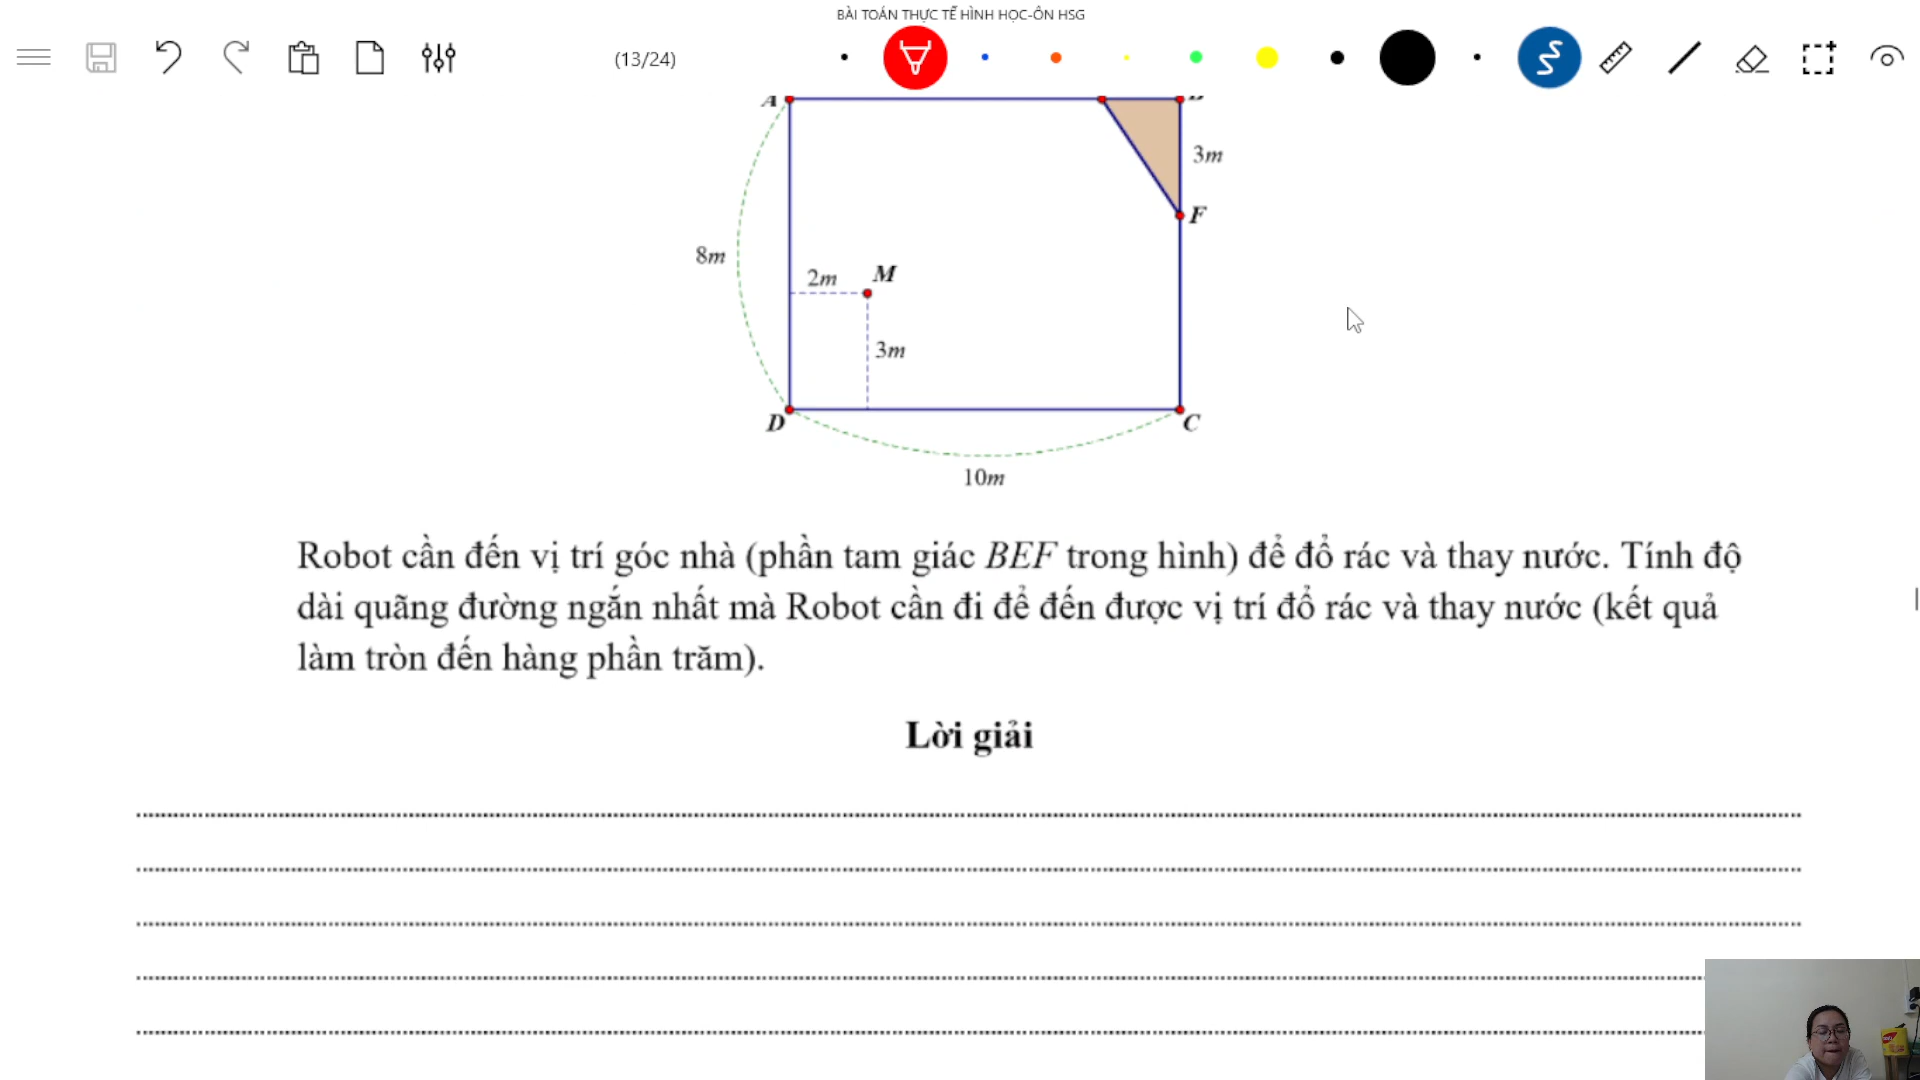 BÀI TOÁN THỰC TẾ HÌNH HỌC-ÔN HSG
(13/24)
A
3m
F
8m
2m
M
3m
D
C
10m
Robot cần đến vị trí góc nhà (phần tam giác BEF trong hình) để đổ rác và thay nước. Tính độ
dài quãng đường ngắn nhất mà Robot cần đi để đến được vị trí đổ rác và thay nước (kết quả
làm tròn đến hàng phần trăm).
Lời giải